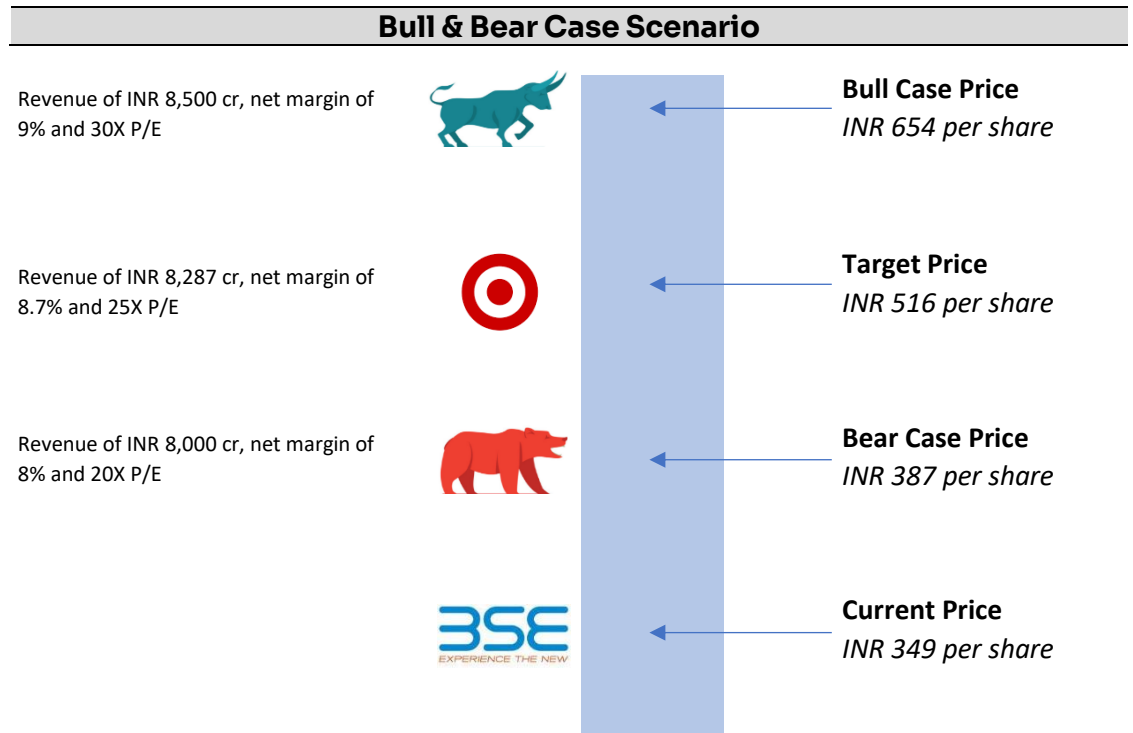 Bull & Bear Case Scenario
Revenue of INR 8,500 cr, net margin of
9% and 30X P/E
Bull Case Price
INR 654 per share
Revenue of INR 8,287 cr, net margin of
8.7% and 25X P/E
Target Price
INR 516 per share
Revenue of INR 8,000 cr, net margin of
8% and 20X P/E
Bear Case Price
INR 387 per share
BSE
EXPERIENCE THE NEW
Current Price
INR 349 per share